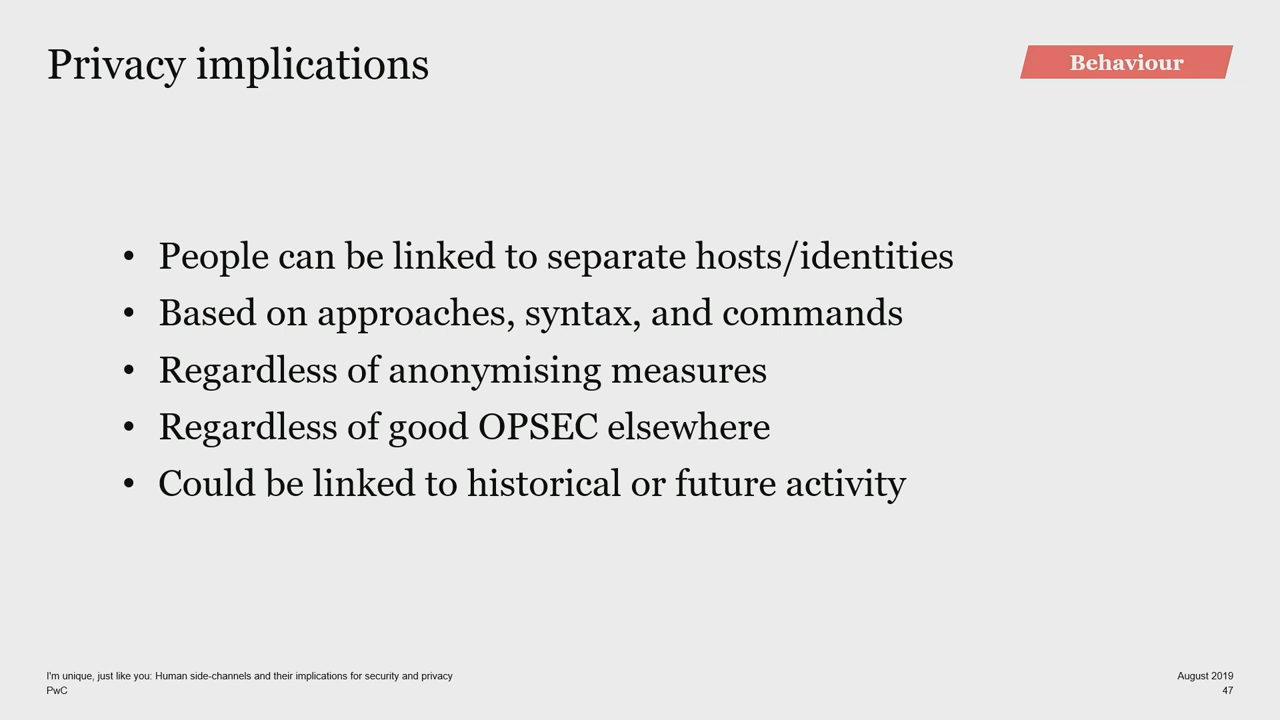 Privacy implications
Behaviour
• People can be linked to separate hosts/identities
• Based on approaches, syntax, and commands
• Regardless of anonymising measures
• Regardless of good OPSEC elsewhere
• Could be linked to historical or future activity
I'm unique, just like you: Human side-channels and their implications for security and privacy
PwC
August 2019
47